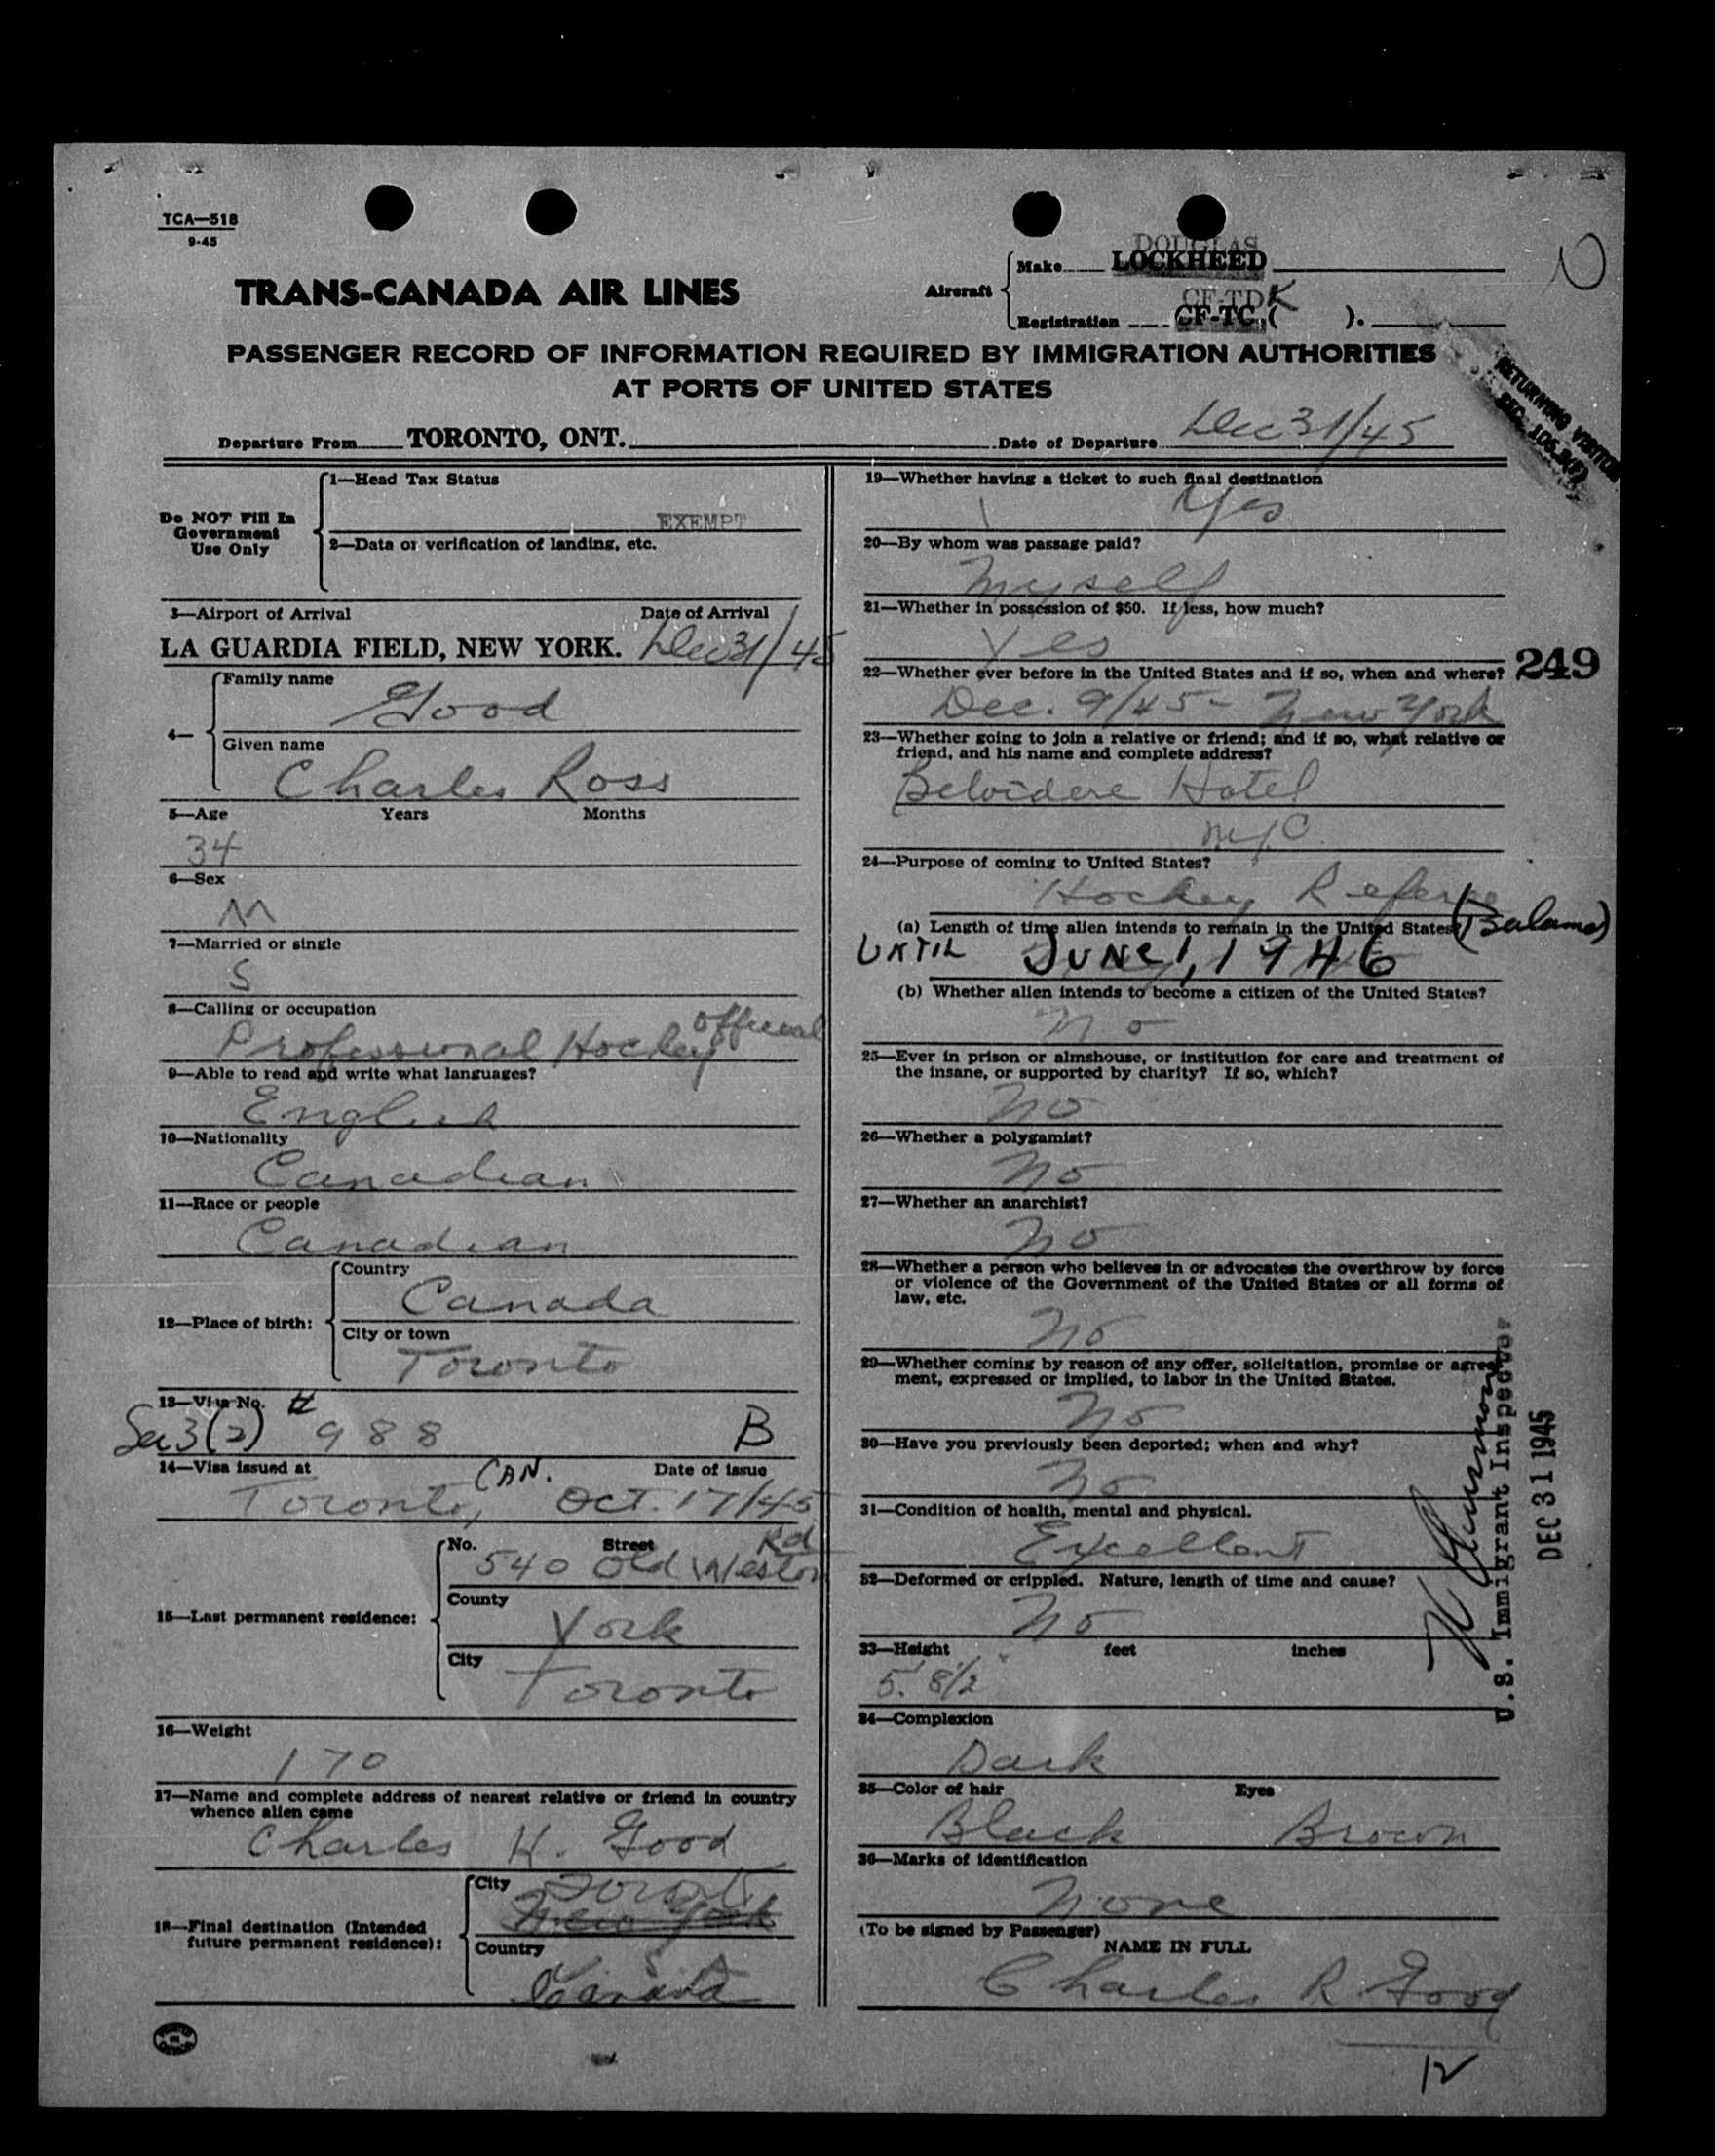 TCA—518
9-45
TRANS-CANADA AIR LINES
Aircraft
Make DOUGLAS
LOCKHEED
Registration CF-TDK
CF-TC ( ).
PASSENGER RECORD OF INFORMATION REQUIRED BY IMMIGRATION AUTHORITIES
AT PORTS OF UNITED STATES
RETURNING VISITOR
SEC.
Departure From TORONTO, ONT. Date of Departure Dec 31/45
Do NOT Fill In
Government
Use Only
1—Head Tax Status
EXEMPT
2—Data or verification of landing, etc.
3—Airport of Arrival Date of Arrival
LA GUARDIA FIELD, NEW YORK. Dec 31/45
4—
Family name
Good
Given name
Charles Ross
5—Age Years Months
34
6—Sex
M
7—Married or single
S
8—Calling or occupation
Professional Hockey official
9—Able to read and write what languages?
English
10—Nationality
Canadian
11—Race or people
Canadian
12—Place of birth:
Country
Canada
City or town
Toronto
13—Visa No. #
Sec 3(2) 988 B
14—Visa issued at Date of issue
Toronto, CAN. Oct. 17/45
15—Last permanent residence:
No. Street
540 Old Weston Rd
County
York
City
Toronto
16—Weight
170
17—Name and complete address of nearest relative or friend in country
whence alien came
Charles H. Good
18—Final destination (Intended
future permanent residence):
City Toronto
New York
Country
Canada
19—Whether having a ticket to such final destination
Yes
20—By whom was passage paid?
Myself
21—Whether in possession of $50. If less, how much?
Yes
22—Whether ever before in the United States and if so, when and where? 249
Dec. 9/45 - New York
23—Whether going to join a relative or friend; and if so, what relative or
friend, and his name and complete address?
Belvidere Hotel
N.Y.C.
24—Purpose of coming to United States?
Hockey Referee
(a) Length of time alien intends to remain in the United States?
UNTIL JUNE 1, 1946
(b) Whether alien intends to become a citizen of the United States?
No
25—Ever in prison or almshouse, or institution for care and treatment of
the insane, or supported by charity? If so, which?
No
26—Whether a polygamist?
No
27—Whether an anarchist?
No
28—Whether a person who believes in or advocates the overthrow by force
or violence of the Government of the United States or all forms of
law, etc.
No
29—Whether coming by reason of any offer, solicitation, promise or agree-
ment, expressed or implied, to labor in the United States.
No
30—Have you previously been deported; when and why?
No
31—Condition of health, mental and physical.
Excellent
32—Deformed or crippled. Nature, length of time and cause?
No
33—Height feet inches
5' 8½"
34—Complexion
Dark
35—Color of hair Eyes
Black Brown
36—Marks of identification
None
(To be signed by Passenger)
NAME IN FULL
Charles R. Good
U.S. Immigrant Inspector
DEC 31 1945
12